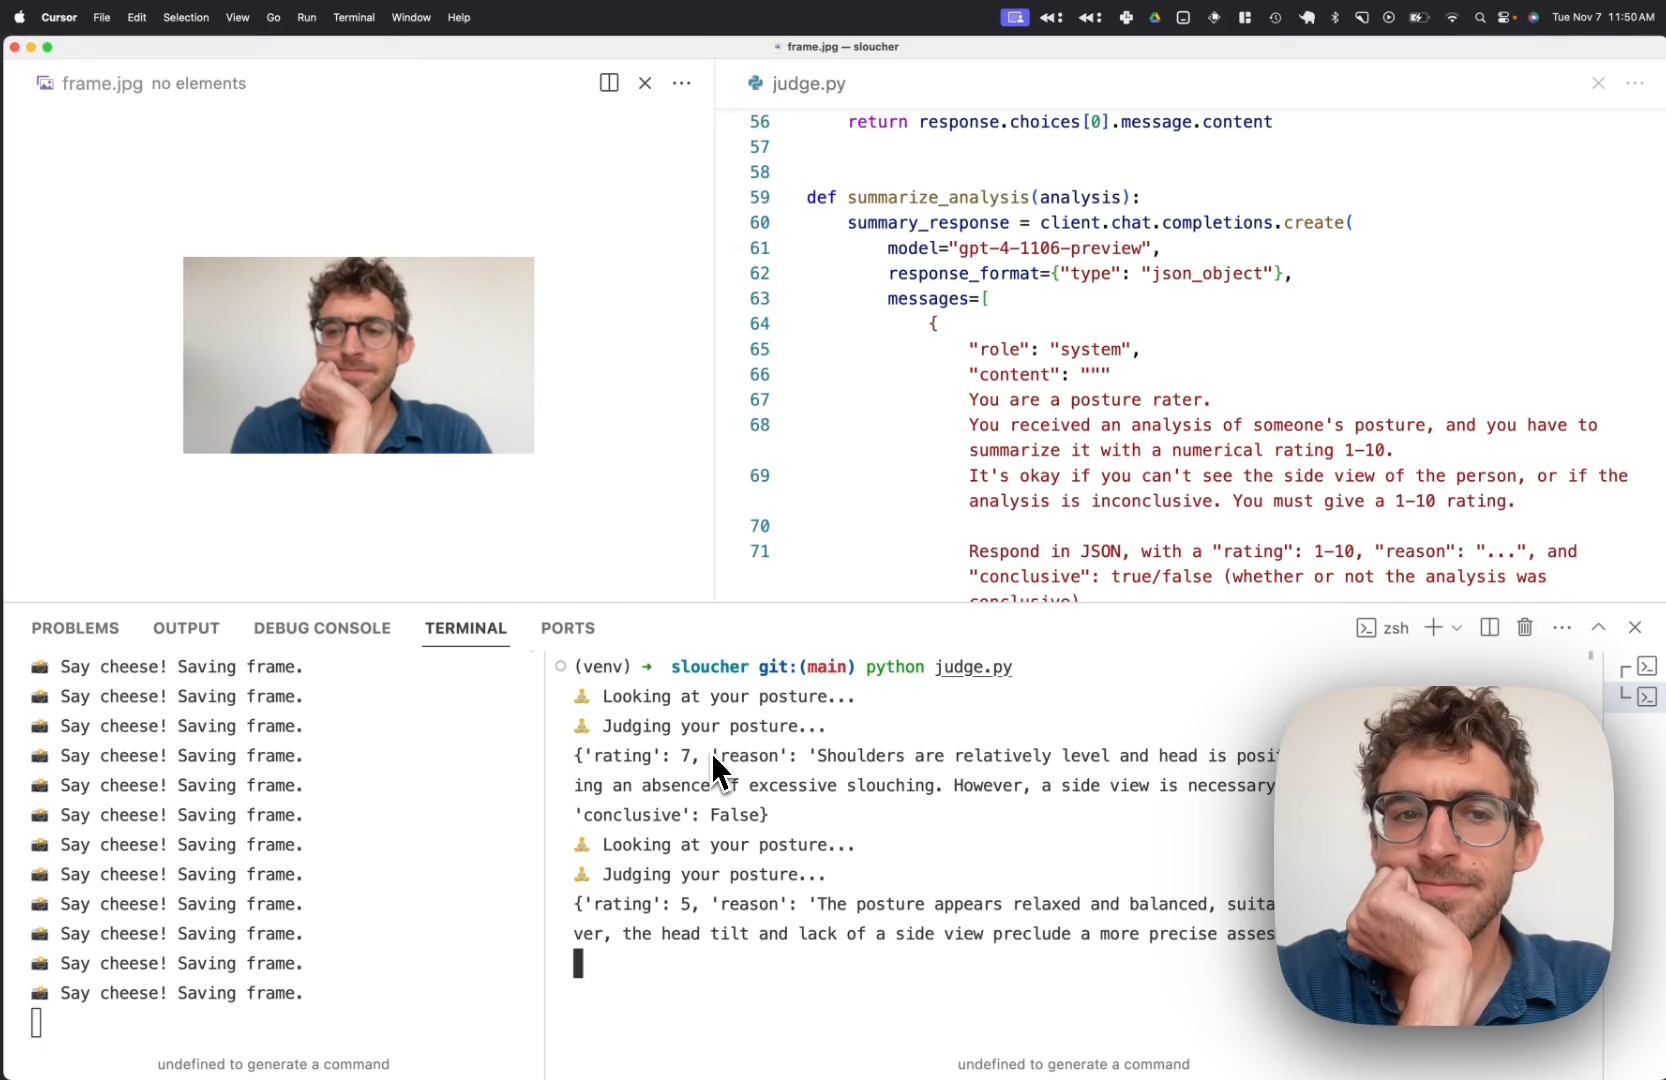 Cursor File Edit Selection View Go Run Terminal Window Help
Tue Nov 7 11:50 AM
frame.jpg — sloucher
frame.jpg no elements
judge.py
56 return response.choices[0].message.content
57
58
59 def summarize_analysis(analysis):
60 summary_response = client.chat.completions.create(
61 model="gpt-4-1106-preview",
62 response_format={"type": "json_object"},
63 messages=[
64 {
65 "role": "system",
66 "content": """
67 You are a posture rater.
68 You received an analysis of someone's posture, and you have to
summarize it with a numerical rating 1-10.
69 It's okay if you can't see the side view of the person, or if the
analysis is inconclusive. You must give a 1-10 rating.
70
71 Respond in JSON, with a "rating": 1-10, "reason": "...", and
"conclusive": true/false (whether or not the analysis was
conclusive)
PROBLEMS OUTPUT DEBUG CONSOLE TERMINAL PORTS
zsh
Say cheese! Saving frame.
Say cheese! Saving frame.
Say cheese! Saving frame.
Say cheese! Saving frame.
Say cheese! Saving frame.
Say cheese! Saving frame.
Say cheese! Saving frame.
Say cheese! Saving frame.
Say cheese! Saving frame.
Say cheese! Saving frame.
Say cheese! Saving frame.
Say cheese! Saving frame.
undefined to generate a command
(venv) → sloucher git:(main) python judge.py
Looking at your posture...
Judging your posture...
{'rating': 7, 'reason': 'Shoulders are relatively level and head is posi
ing an absence of excessive slouching. However, a side view is necessary
'conclusive': False}
Looking at your posture...
Judging your posture...
{'rating': 5, 'reason': 'The posture appears relaxed and balanced, suita
ver, the head tilt and lack of a side view preclude a more precise asses
undefined to generate a command